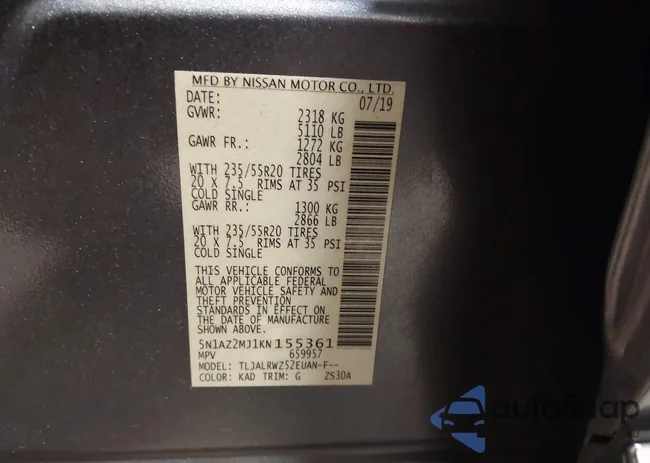 MFD BY NISSAN MOTOR CO., LTD.
DATE: 07/19
GVWR: 2318 KG
5110 LB
GAWR FR.: 1272 KG
2804 LB
WITH 235/55R20 TIRES
20 X 7.5 RIMS AT 35 PSI
COLD SINGLE
GAWR RR.: 1300 KG
2866 LB
WITH 235/55R20 TIRES
20 X 7.5 RIMS AT 35 PSI
COLD SINGLE
THIS VEHICLE CONFORMS TO
ALL APPLICABLE FEDERAL
MOTOR VEHICLE SAFETY AND
THEFT PREVENTION
STANDARDS IN EFFECT ON
THE DATE OF MANUFACTURE
SHOWN ABOVE.
5N1AZ2MJ1KN155361
MPV 659957
MODEL: TLJALRWZ52EUAN-F--
COLOR: KAD TRIM: G ZS30A
autoSnap